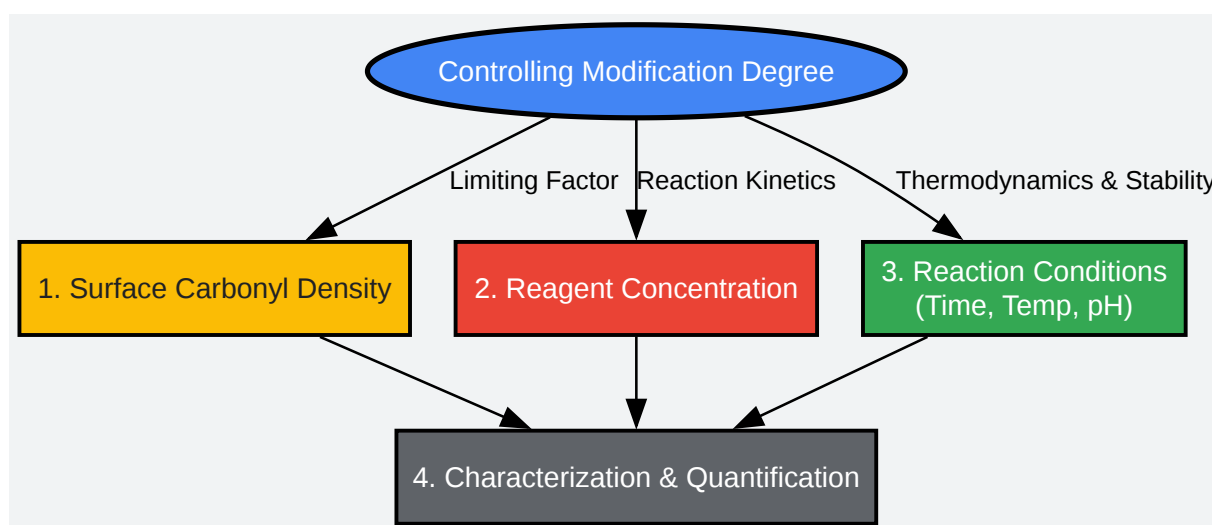 Controlling Modification Degree
Limiting Factor
Reaction Kinetics
Thermodynamics & Stability
1. Surface Carbonyl Density
2. Reagent Concentration
3. Reaction Conditions
(Time, Temp, pH)
4. Characterization & Quantification